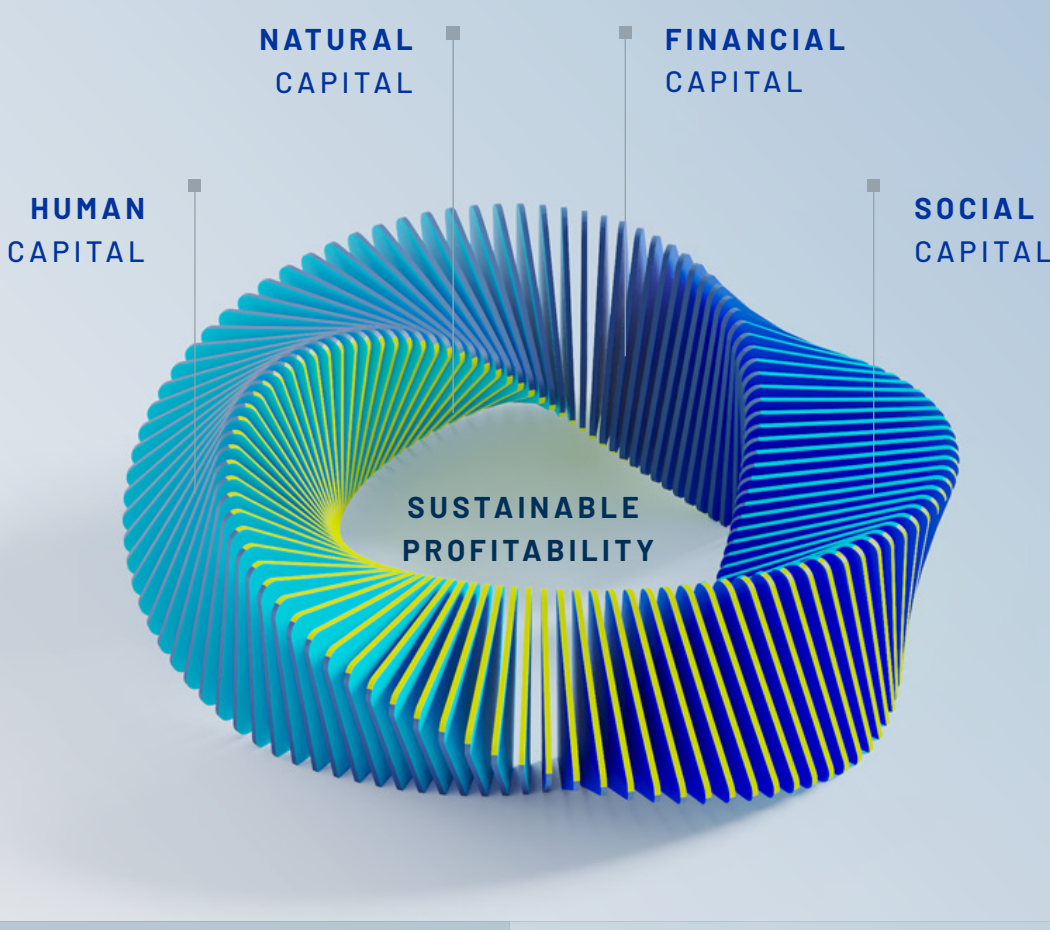 NATURAL
CAPITAL
FINANCIAL
CAPITAL
HUMAN
CAPITAL
SOCIAL
CAPITAL
SUSTAINABLE
PROFITABILITY